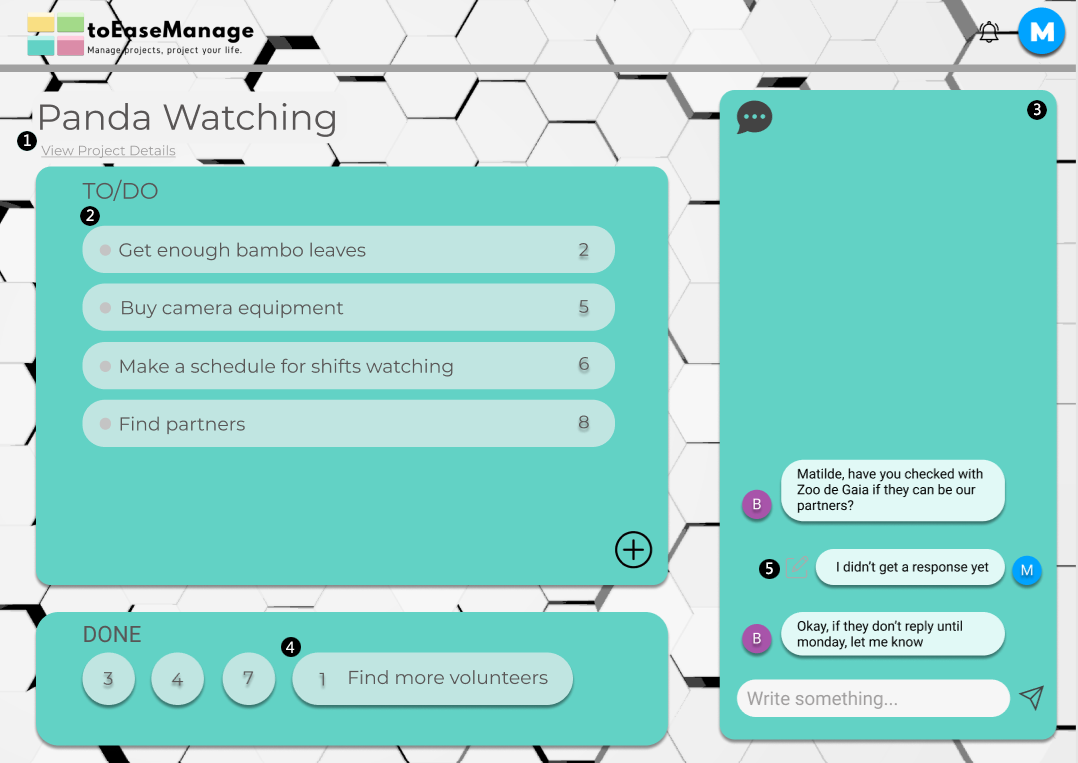 toEaseManage
Manage projects, project your life.
M
Panda Watching
1
View Project Details
TO/DO
2
Get enough bambo leaves 2
Buy camera equipment 5
Make a schedule for shifts watching 6
Find partners 8
DONE
3 4 7
4
1 Find more volunteers
3
B
Matilde, have you checked with
Zoo de Gaia if they can be our
partners?
5
I didn't get a response yet
M
B
Okay, if they don't reply until
monday, let me know
Write something...